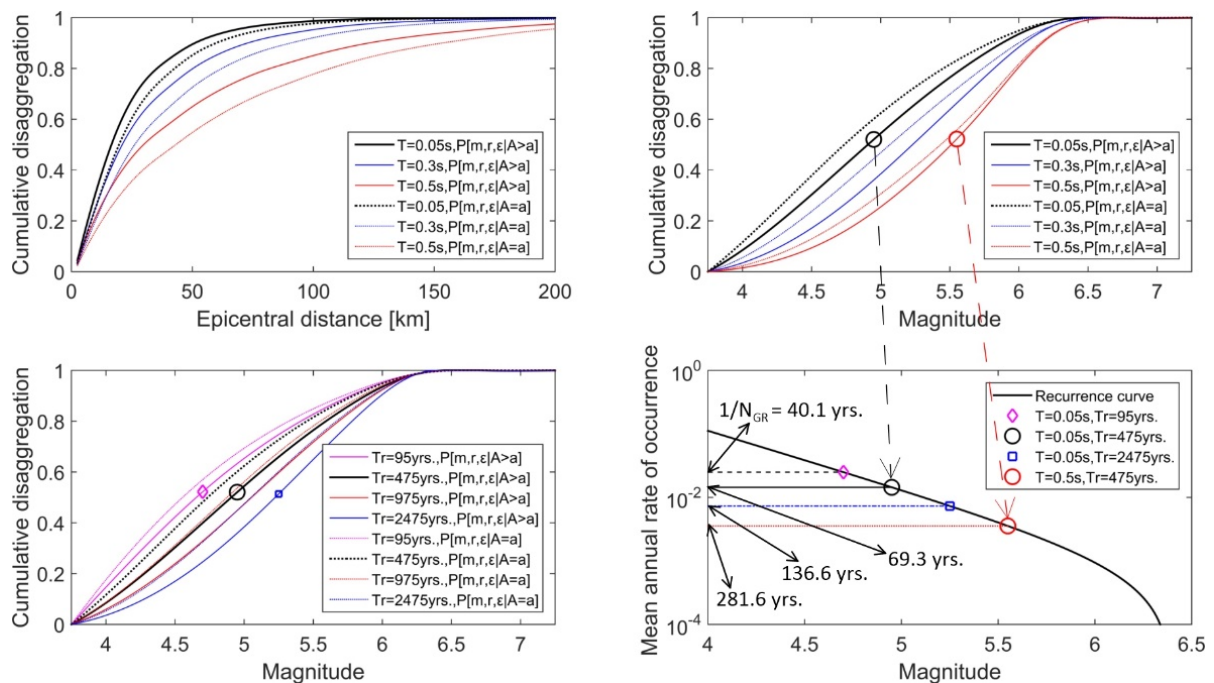 Cumulative disaggregation
1
0.8
0.6
0.4
0.2
0
0
50
100
150
200
Epicentral distance [km]
T=0.05s,P[m,r,ε|A>a]
T=0.3s,P[m,r,ε|A>a]
T=0.5s,P[m,r,ε|A>a]
T=0.05,P[m,r,ε|A=a]
T=0.3s,P[m,r,ε|A=a]
T=0.5s,P[m,r,ε|A=a]
Cumulative disaggregation
1
0.8
0.6
0.4
0.2
0
4
4.5
5
5.5
6
6.5
7
Magnitude
T=0.05s,P[m,r,ε|A>a]
T=0.3s,P[m,r,ε|A>a]
T=0.5s,P[m,r,ε|A>a]
T=0.05,P[m,r,ε|A=a]
T=0.3s,P[m,r,ε|A=a]
T=0.5s,P[m,r,ε|A=a]
Cumulative disaggregation
1
0.8
0.6
0.4
0.2
0
4
4.5
5
5.5
6
6.5
7
Magnitude
Tr=95yrs.,P[m,r,ε|A>a]
Tr=475yrs.,P[m,r,ε|A>a]
Tr=975yrs.,P[m,r,ε|A>a]
Tr=2475yrs.,P[m,r,ε|A>a]
Tr=95yrs.,P[m,r,ε|A=a]
Tr=475yrs.,P[m,r,ε|A=a]
Tr=975yrs.,P[m,r,ε|A=a]
Tr=2475yrs.,P[m,r,ε|A=a]
Mean annual rate of occurrence
10⁰
10⁻²
10⁻⁴
4
4.5
5
5.5
6
6.5
Magnitude
Recurrence curve
T=0.05s,Tr=95yrs.
T=0.05s,Tr=475yrs.
T=0.05s,Tr=2475yrs.
T=0.5s,Tr=475yrs.
1/N_GR = 40.1 yrs.
69.3 yrs.
136.6 yrs.
281.6 yrs.